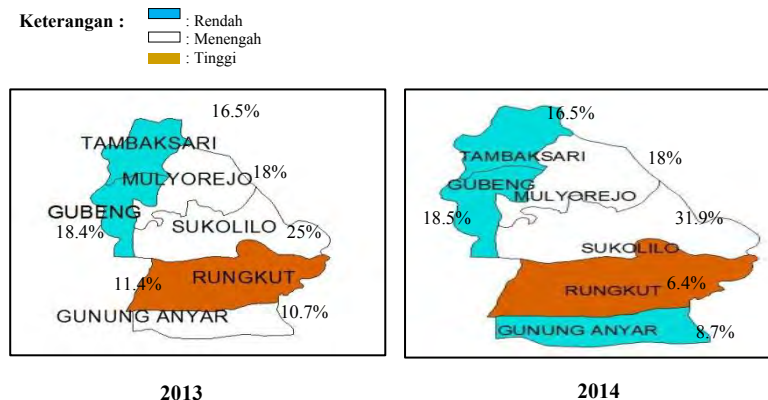 Keterangan :
: Rendah
: Menengah
: Tinggi
16.5%
TAMBAKSARI
18%
MULYOREJO
GUBENG
18.4%
SUKOLILO
25%
11.4%
RUNGKUT
10.7%
GUNUNG ANYAR
2013
16.5%
TAMBAKSARI
18%
GUBENG
MULYOREJO
18.5%
31.9%
SUKOLILO
6.4%
RUNGKUT
GUNUNG ANYAR
8.7%
2014